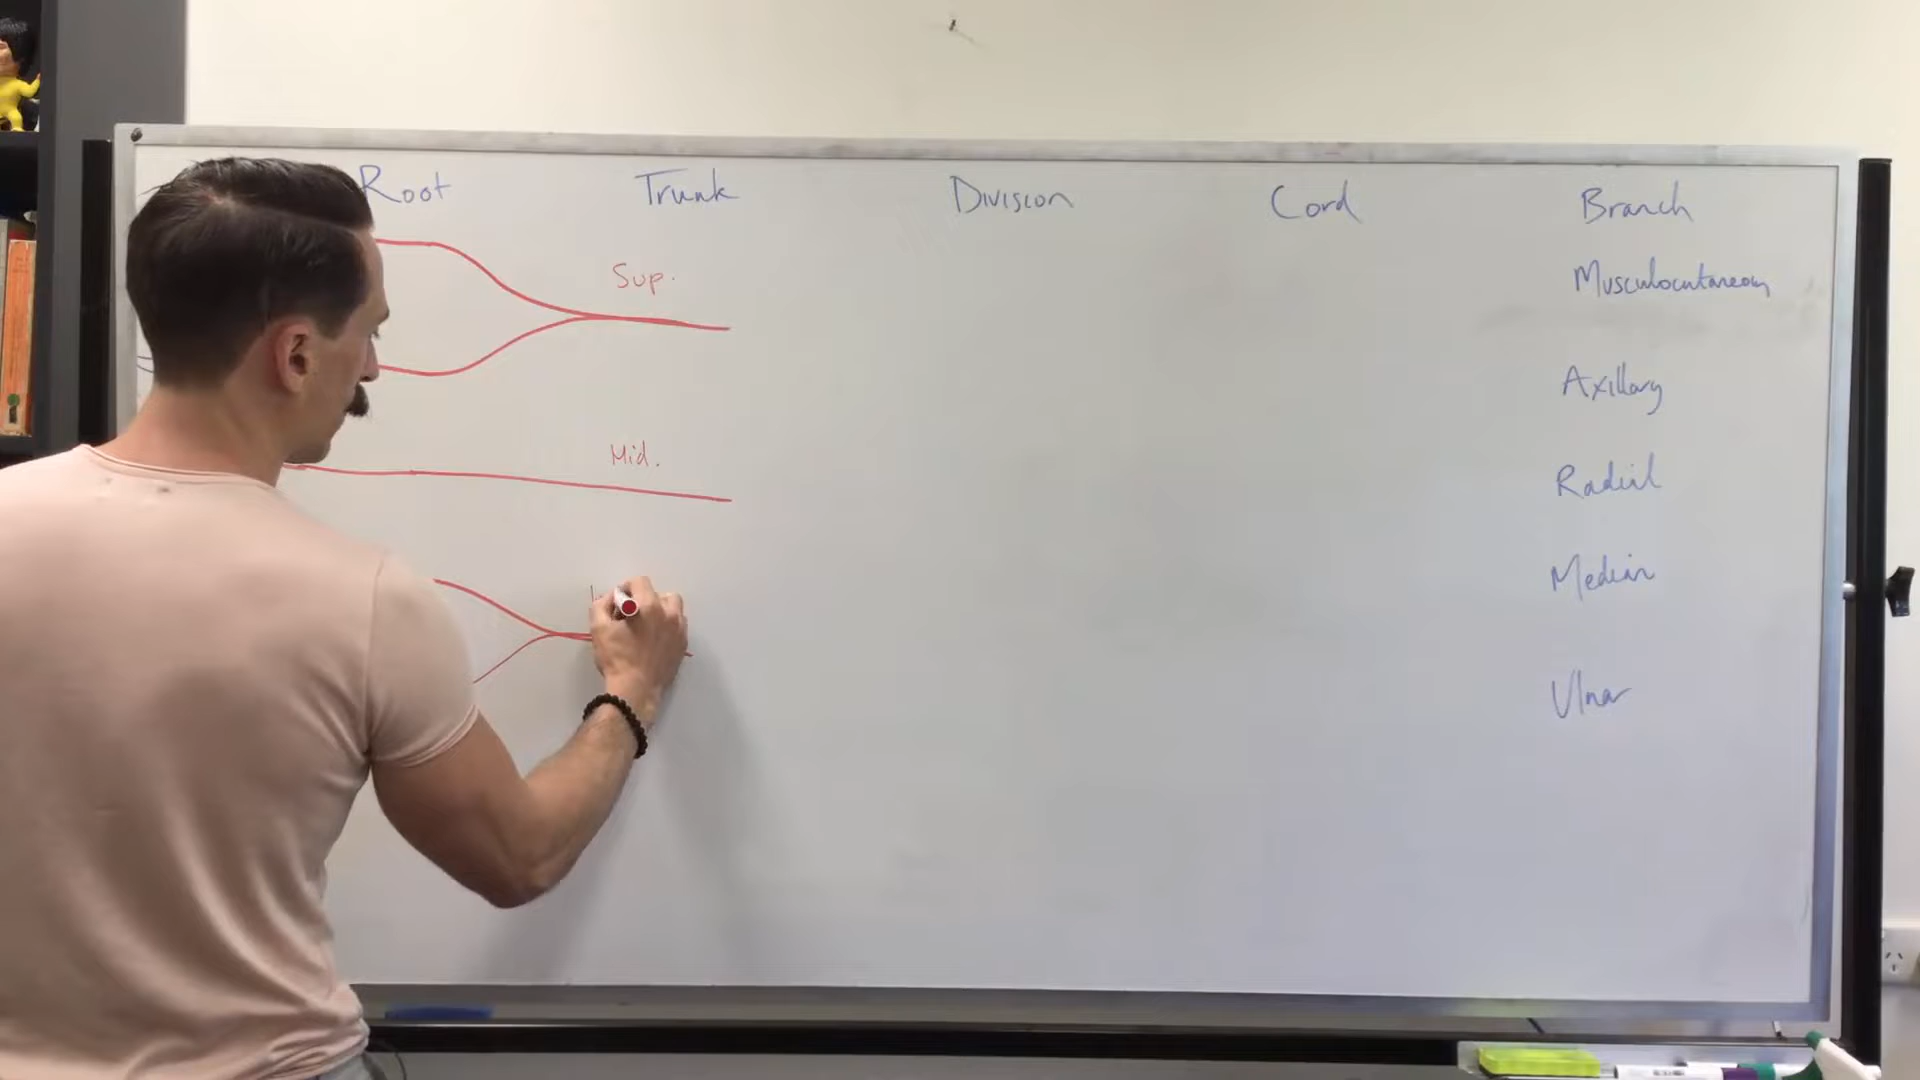 Root Trunk Division Cord Branch
Sup.
Musculocutaneous
Axillary
Mid.
Radial
Median
Ulnar